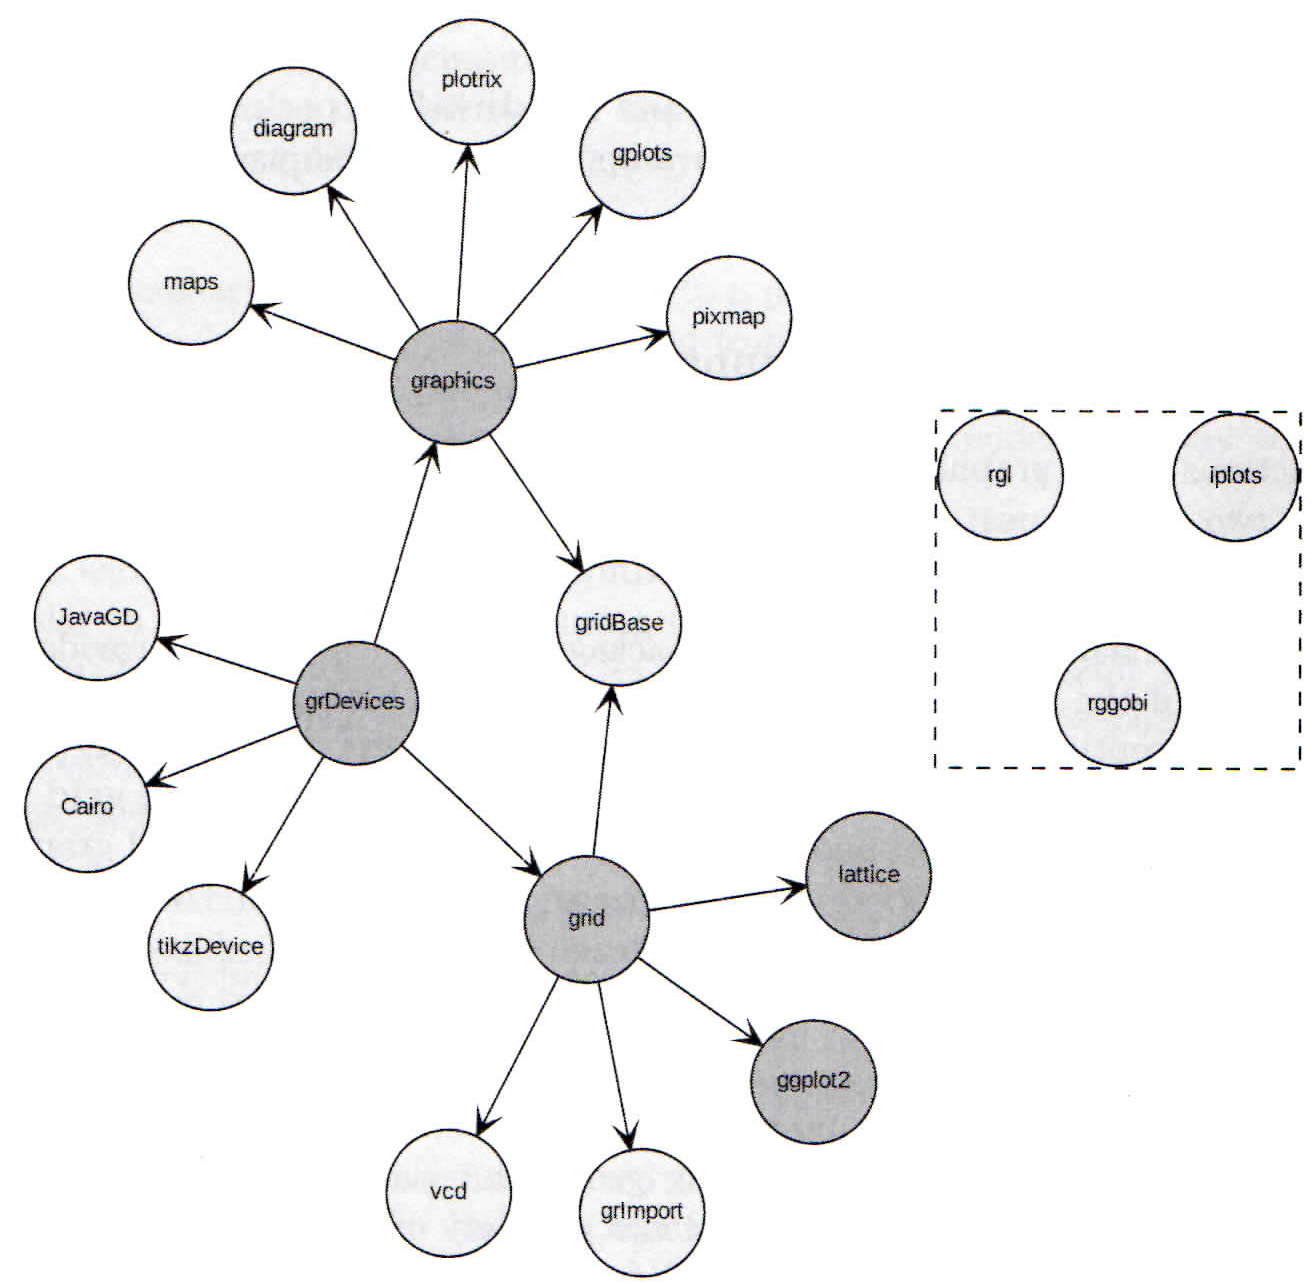 plotrix
diagram
gplots
maps
pixmap
graphics
rgl
iplots
JavaGD
gridBase
grDevices
rggobi
Cairo
lattice
grid
tikzDevice
ggplot2
vcd
grImport